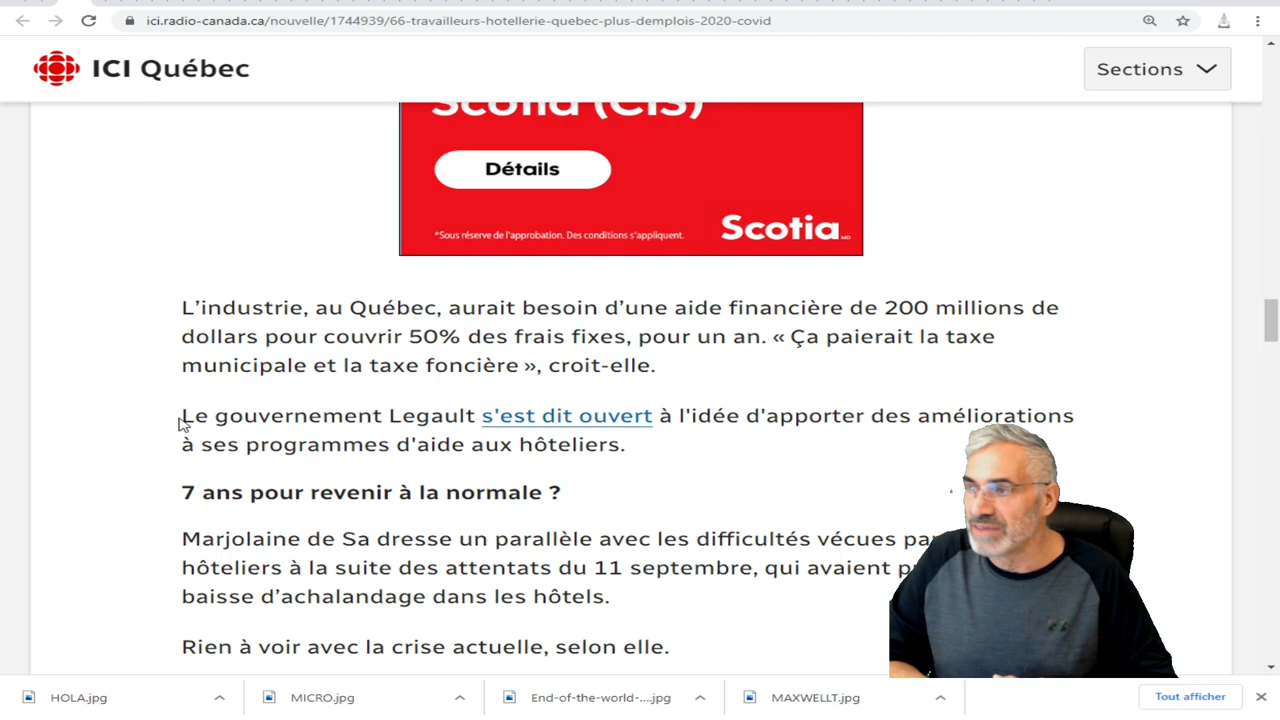 ici.radio-canada.ca/nouvelle/1744939/66-travailleurs-hotellerie-quebec-plus-demplois-2020-covid
ICI Québec
Sections
Scotia (CIS)
Détails
*Sous réserve de l'approbation. Des conditions s'appliquent.
Scotia MD
L'industrie, au Québec, aurait besoin d'une aide financière de 200 millions de
dollars pour couvrir 50% des frais fixes, pour un an. « Ça paierait la taxe
municipale et la taxe foncière », croit-elle.
Le gouvernement Legault s'est dit ouvert à l'idée d'apporter des améliorations
à ses programmes d'aide aux hôteliers.
7 ans pour revenir à la normale ?
Marjolaine de Sa dresse un parallèle avec les difficultés vécues
hôteliers à la suite des attentats du 11 septembre, qui avaient
baisse d'achalandage dans les hôtels.
Rien à voir avec la crise actuelle, selon elle.
HOLA.jpg
MICRO.jpg
End-of-the-world-....jpg
MAXWELLT.jpg
Tout afficher